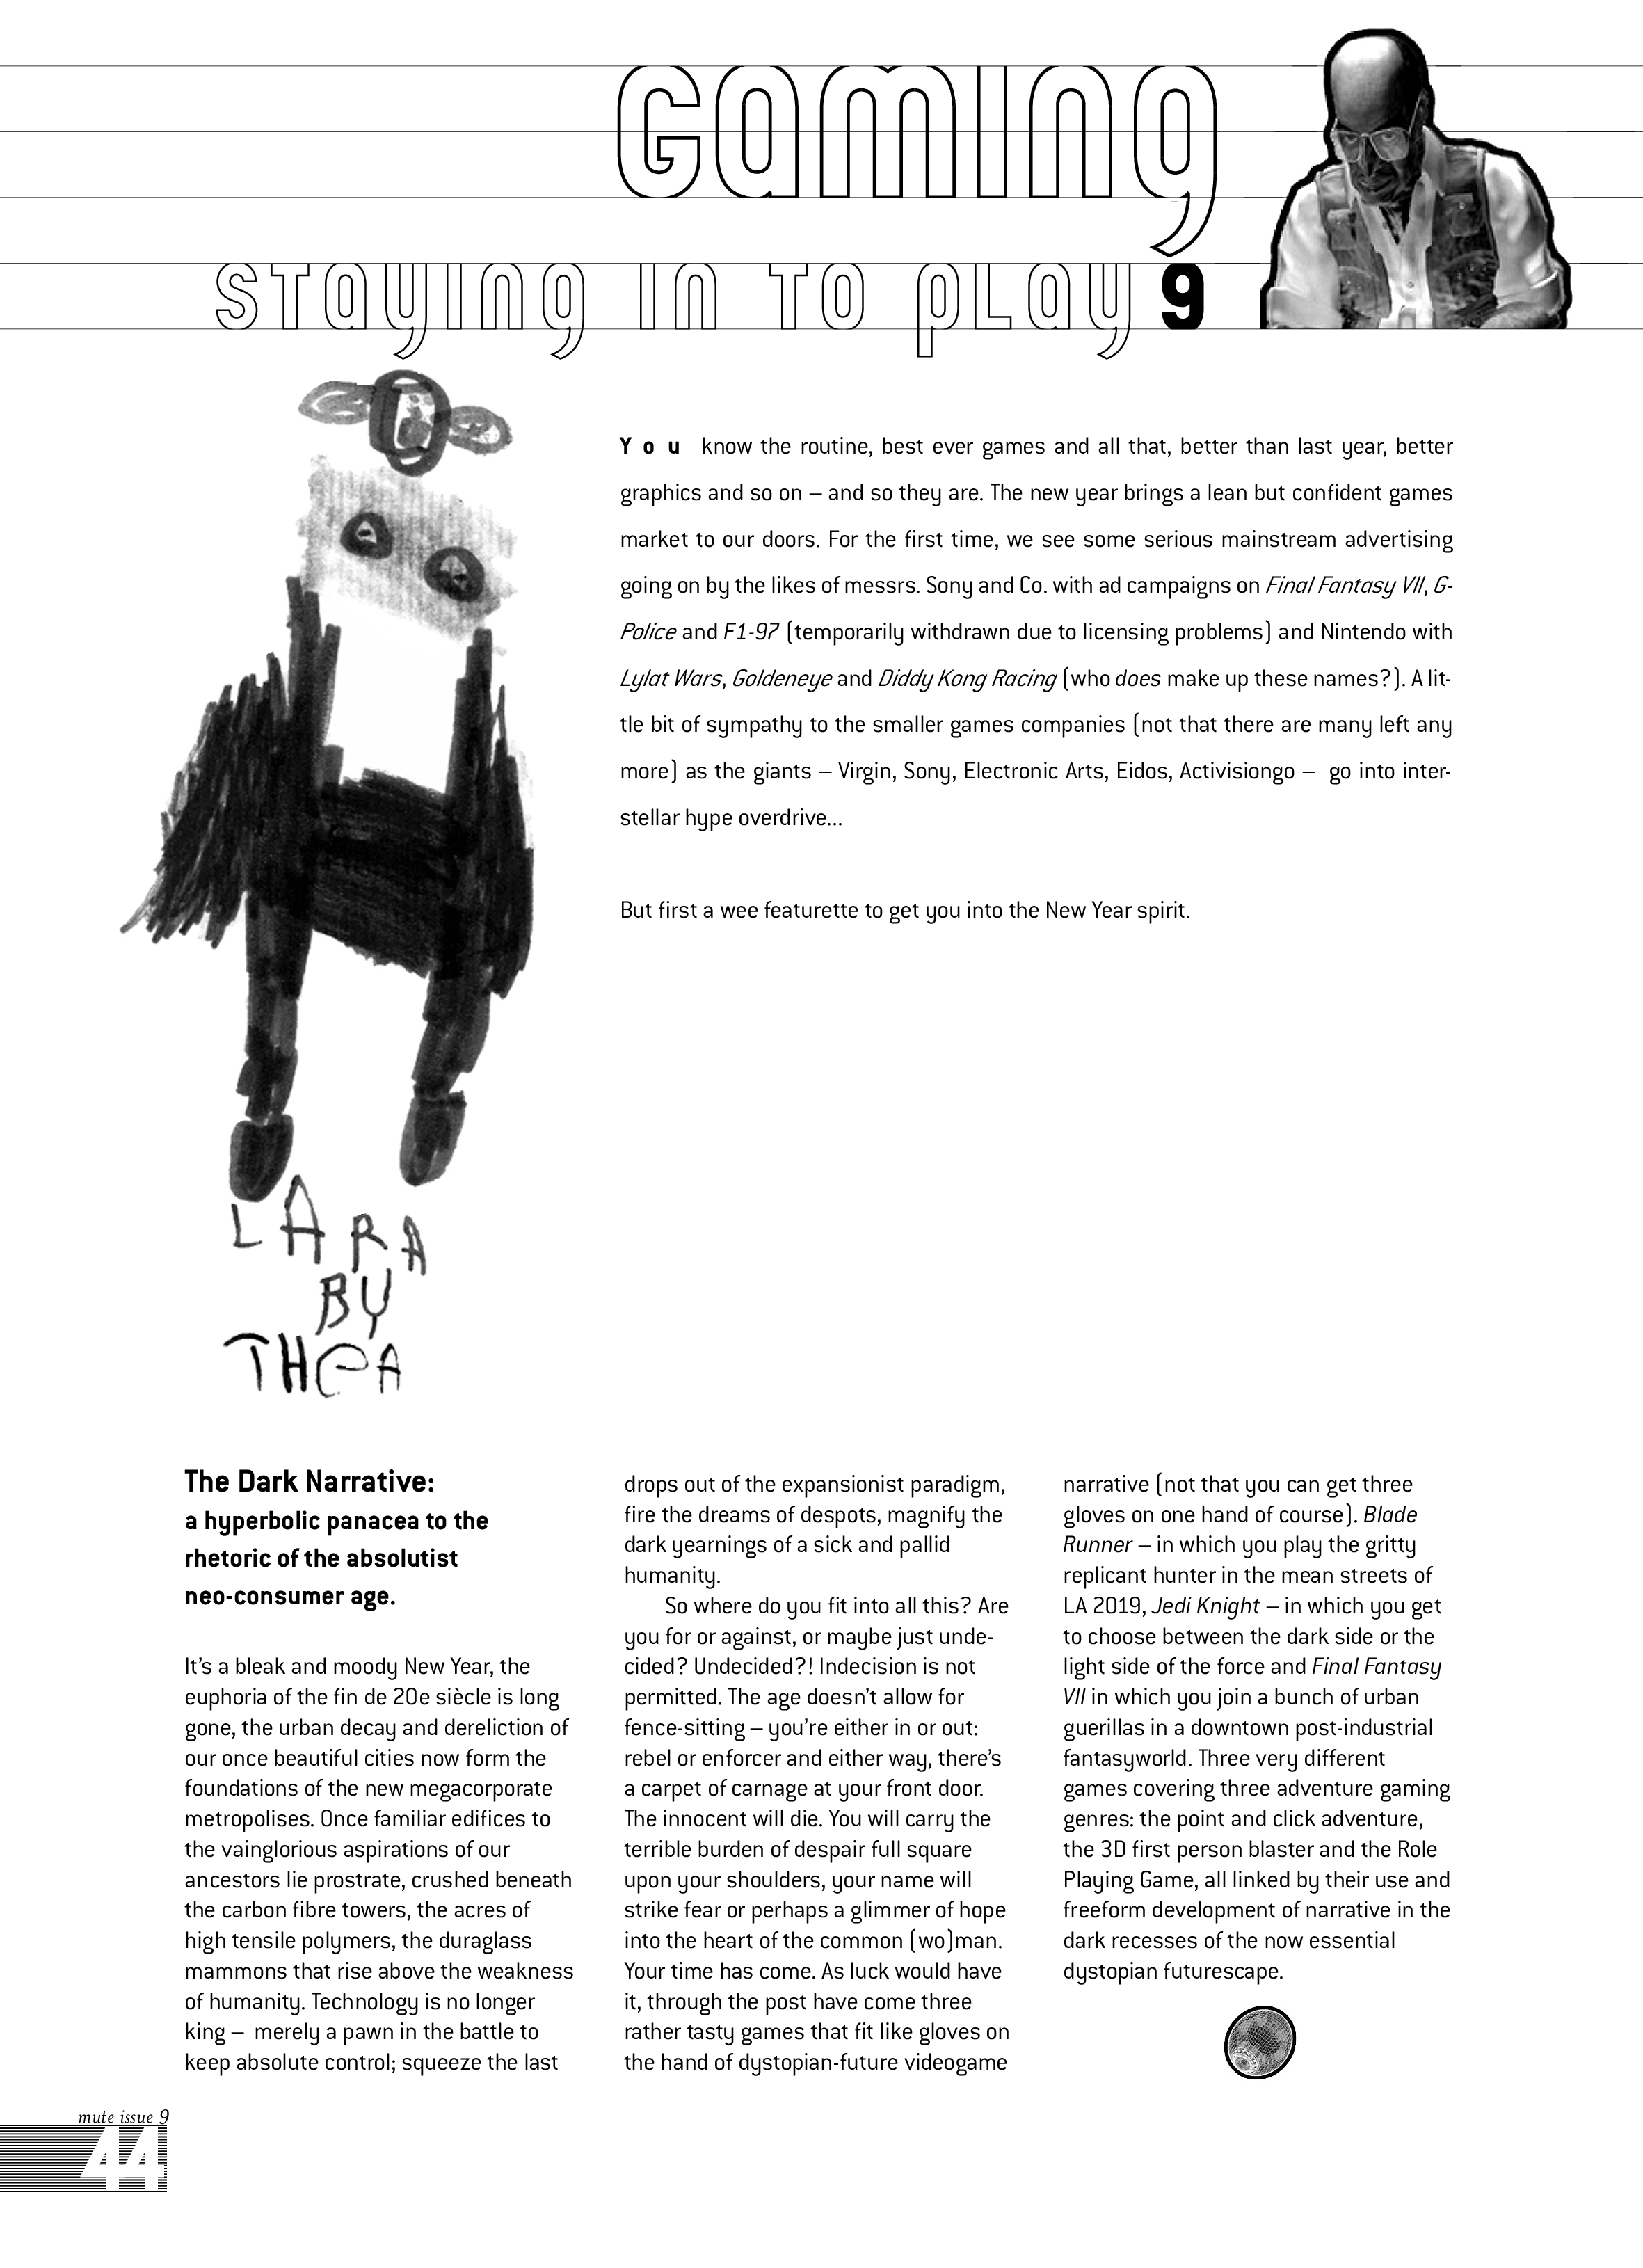 Gaming
staying in to play 9
You know the routine, best ever games and all that, better than last year, better
graphics and so on – and so they are. The new year brings a lean but confident games
market to our doors. For the first time, we see some serious mainstream advertising
going on by the likes of messrs. Sony and Co. with ad campaigns on Final Fantasy VII, G-
Police and F1-97 (temporarily withdrawn due to licensing problems) and Nintendo with
Lylat Wars, Goldeneye and Diddy Kong Racing (who does make up these names?). A lit-
tle bit of sympathy to the smaller games companies (not that there are many left any
more) as the giants – Virgin, Sony, Electronic Arts, Eidos, Activisiongo – go into inter-
stellar hype overdrive...
But first a wee featurette to get you into the New Year spirit.
LARA
BY
THeA
The Dark Narrative:
a hyperbolic panacea to the
rhetoric of the absolutist
neo-consumer age.
It's a bleak and moody New Year, the
euphoria of the fin de 20e siècle is long
gone, the urban decay and dereliction of
our once beautiful cities now form the
foundations of the new megacorporate
metropolises. Once familiar edifices to
the vainglorious aspirations of our
ancestors lie prostrate, crushed beneath
the carbon fibre towers, the acres of
high tensile polymers, the duraglass
mammons that rise above the weakness
of humanity. Technology is no longer
king – merely a pawn in the battle to
keep absolute control; squeeze the last
drops out of the expansionist paradigm,
fire the dreams of despots, magnify the
dark yearnings of a sick and pallid
humanity.
So where do you fit into all this? Are
you for or against, or maybe just unde-
cided? Undecided?! Indecision is not
permitted. The age doesn't allow for
fence-sitting – you're either in or out:
rebel or enforcer and either way, there's
a carpet of carnage at your front door.
The innocent will die. You will carry the
terrible burden of despair full square
upon your shoulders, your name will
strike fear or perhaps a glimmer of hope
into the heart of the common (wo)man.
Your time has come. As luck would have
it, through the post have come three
rather tasty games that fit like gloves on
the hand of dystopian-future videogame
narrative (not that you can get three
gloves on one hand of course). Blade
Runner – in which you play the gritty
replicant hunter in the mean streets of
LA 2019, Jedi Knight – in which you get
to choose between the dark side or the
light side of the force and Final Fantasy
VII in which you join a bunch of urban
guerillas in a downtown post-industrial
fantasyworld. Three very different
games covering three adventure gaming
genres: the point and click adventure,
the 3D first person blaster and the Role
Playing Game, all linked by their use and
freeform development of narrative in the
dark recesses of the now essential
dystopian futurescape.
mute issue 9
44